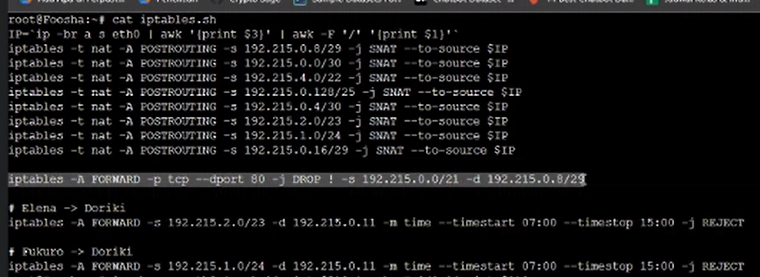 root@Foosha:~# cat iptables.sh
IP=`ip -br a s eth0 | awk '{print $3}' | awk -F '/' '{print $1}'`
iptables -t nat -A POSTROUTING -s 192.215.0.8/29 -j SNAT --to-source $IP
iptables -t nat -A POSTROUTING -s 192.215.0.0/30 -j SNAT --to-source $IP
iptables -t nat -A POSTROUTING -s 192.215.4.0/22 -j SNAT --to-source $IP
iptables -t nat -A POSTROUTING -s 192.215.0.128/25 -j SNAT --to-source $IP
iptables -t nat -A POSTROUTING -s 192.215.0.4/30 -j SNAT --to-source $IP
iptables -t nat -A POSTROUTING -s 192.215.2.0/23 -j SNAT --to-source $IP
iptables -t nat -A POSTROUTING -s 192.215.1.0/24 -j SNAT --to-source $IP
iptables -t nat -A POSTROUTING -s 192.215.0.16/29 -j SNAT --to-source $IP
iptables -A FORWARD -p tcp --dport 80 -j DROP ! -s 192.215.0.0/21 -d 192.215.0.8/29
# Elena -> Doriki
iptables -A FORWARD -s 192.215.2.0/23 -d 192.215.0.11 -m time --timestart 07:00 --timestop 15:00 -j REJECT
# Fukuro -> Doriki
iptables -A FORWARD -s 192.215.1.0/24 -d 192.215.0.11 -m time --timestart 07:00 --timestop 15:00 -j REJECT